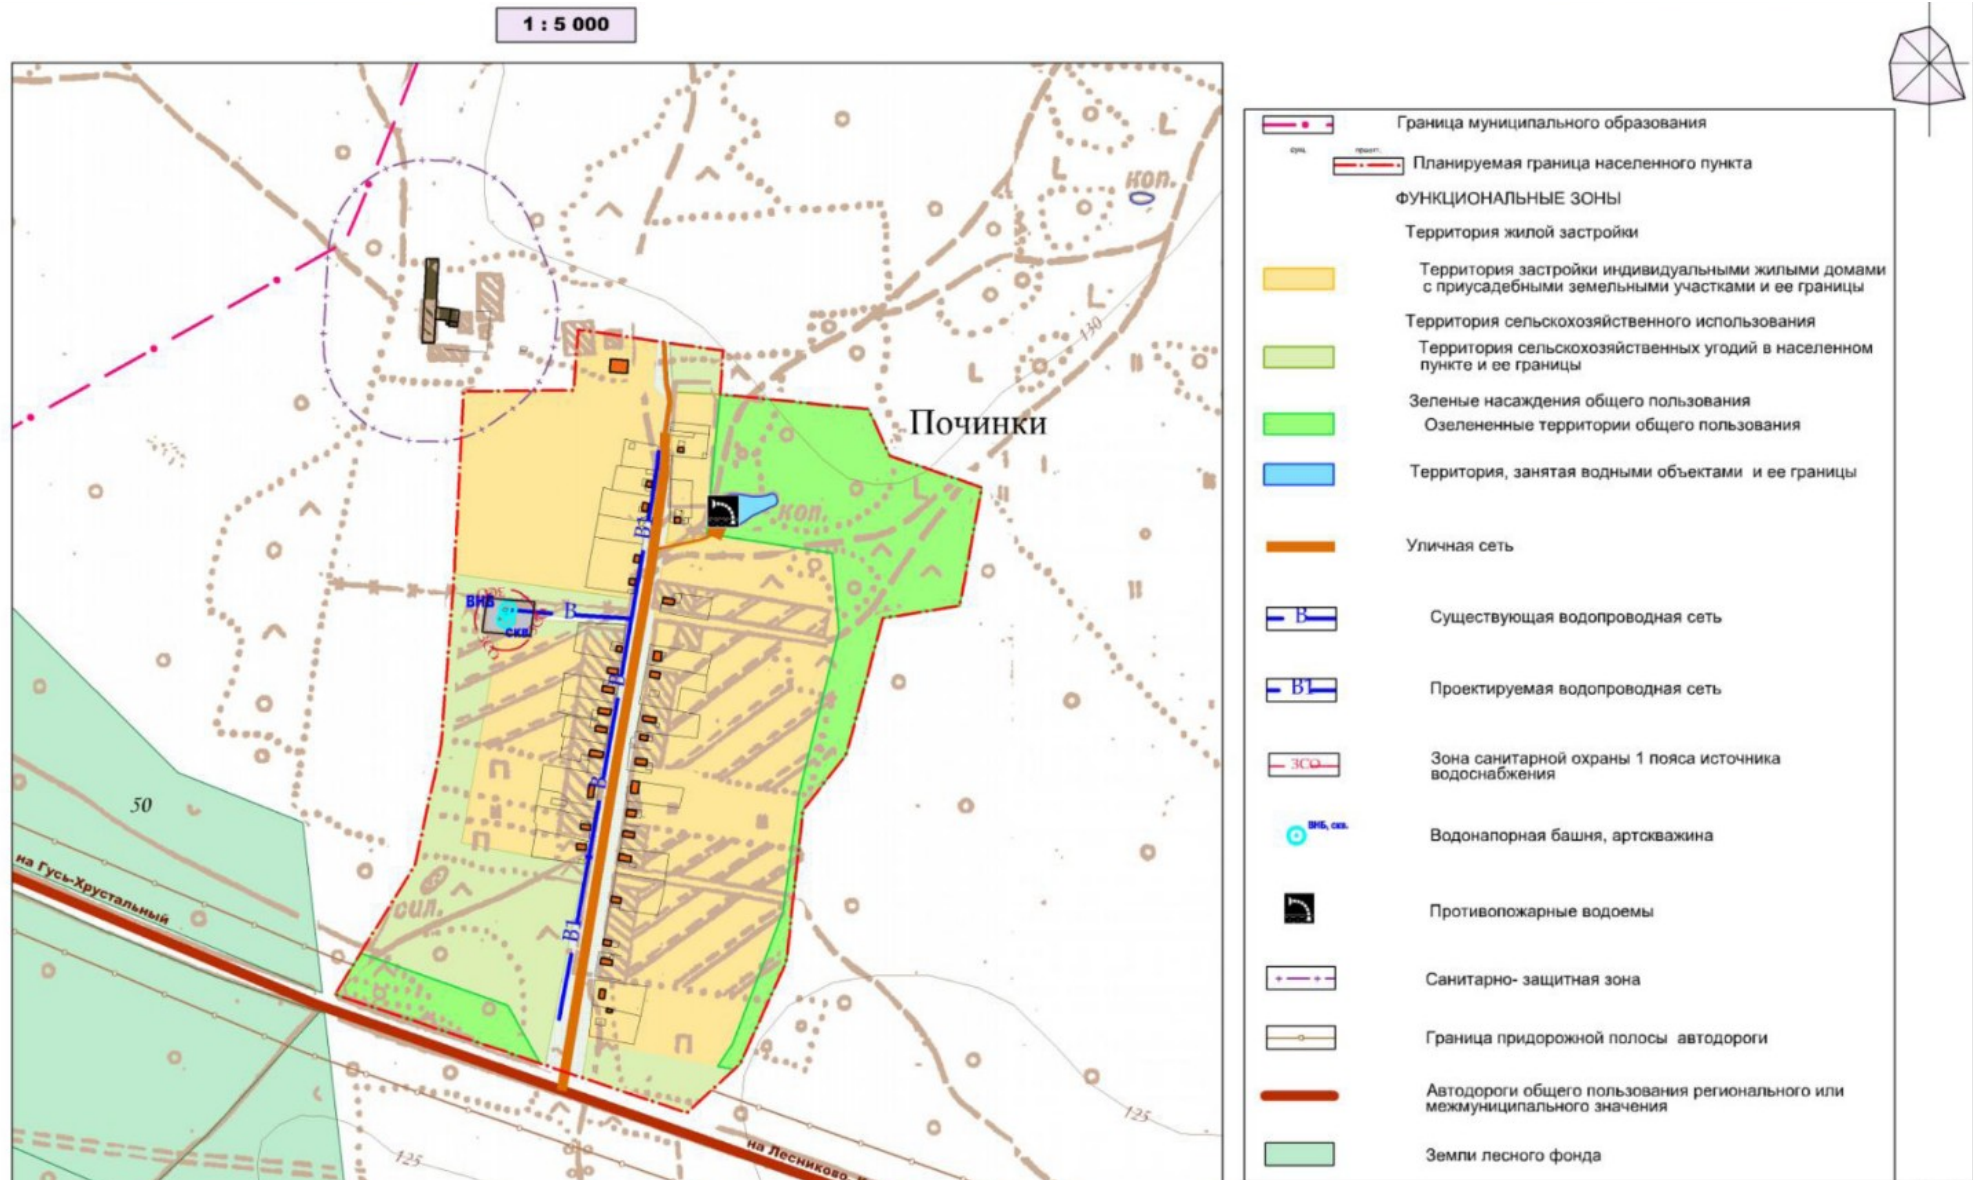 1 : 5 000
коп.
130
Починки
коп.
В1
ВНБ
В
скв.
ЗСО
В
В
50
на Гусь-Хрустальный
сил.
В1
125
125
на Лесниково,
Граница муниципального образования
сущ. проект.
Планируемая граница населенного пункта
ФУНКЦИОНАЛЬНЫЕ ЗОНЫ
Территория жилой застройки
Территория застройки индивидуальными жилыми домами
с приусадебными земельными участками и ее границы
Территория сельскохозяйственного использования
Территория сельскохозяйственных угодий в населенном
пункте и ее границы
Зеленые насаждения общего пользования
Озелененные территории общего пользования
Территория, занятая водными объектами и ее границы
Уличная сеть
В Существующая водопроводная сеть
В1 Проектируемая водопроводная сеть
ЗСО Зона санитарной охраны 1 пояса источника
водоснабжения
ВНБ, скв. Водонапорная башня, артскважина
Противопожарные водоемы
Санитарно- защитная зона
Граница придорожной полосы автодороги
Автодороги общего пользования регионального или
межмуниципального значения
Земли лесного фонда